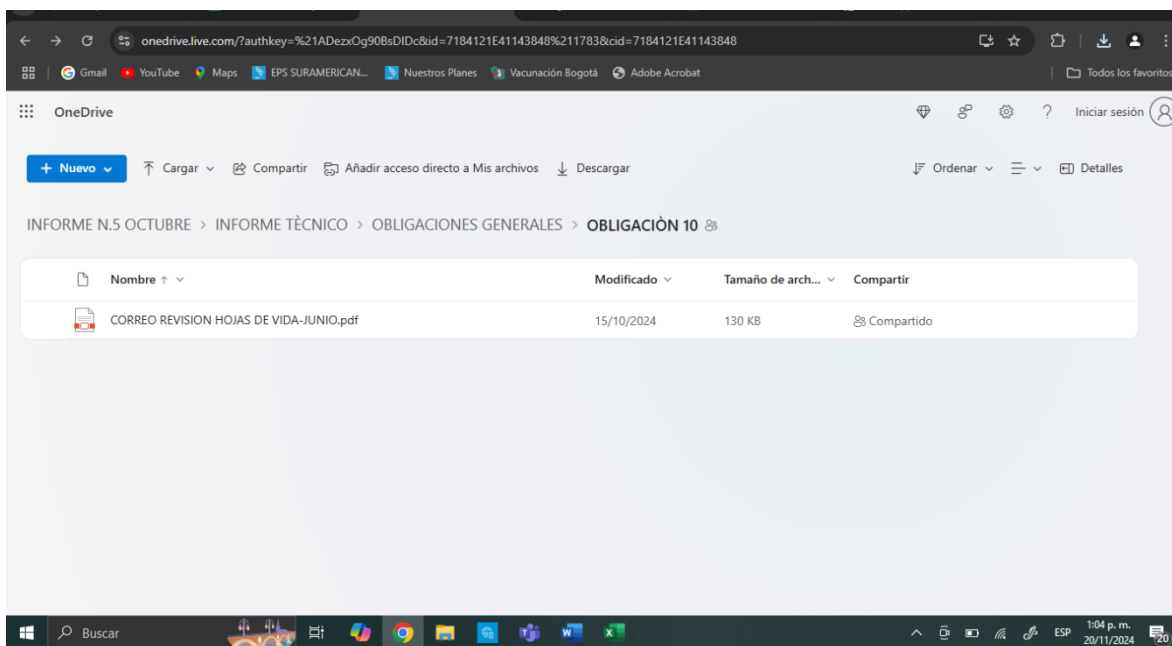 onedrive.live.com/?authkey=%21ADezxOg90BsDIDc&id=7184121E41143848%211783&cid=7184121E41143848
Gmail YouTube Maps EPS SURAMERICAN... Nuestros Planes Vacunación Bogotá Adobe Acrobat Todos los favoritos
OneDrive ? Iniciar sesión
+ Nuevo Cargar Compartir Añadir acceso directo a Mis archivos Descargar Ordenar Detalles
INFORME N.5 OCTUBRE > INFORME TÈCNICO > OBLIGACIONES GENERALES > OBLIGACIÒN 10
Nombre ↑ Modificado Tamaño de arch... Compartir
CORREO REVISION HOJAS DE VIDA-JUNIO.pdf 15/10/2024 130 KB Compartido
Buscar ESP 1:04 p. m.
20/11/2024 20